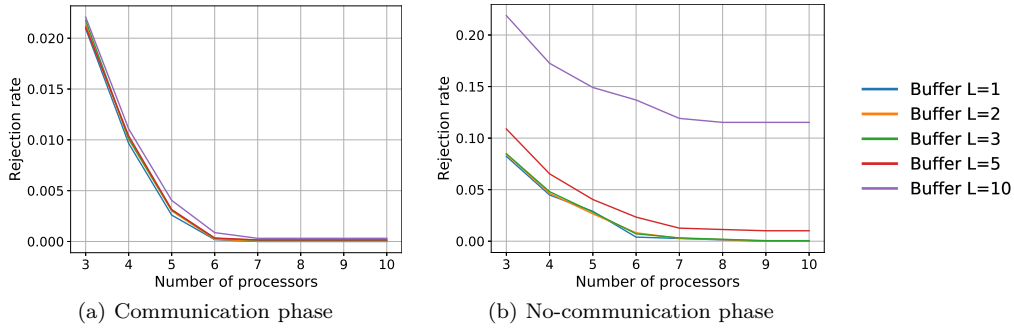 0.020
0.015
0.010
0.005
0.000
Rejection rate
3 4 5 6 7 8 9 10
Number of processors
(a) Communication phase
0.20
0.15
0.10
0.05
0.00
Rejection rate
3 4 5 6 7 8 9 10
Number of processors
(b) No-communication phase
Buffer L=1
Buffer L=2
Buffer L=3
Buffer L=5
Buffer L=10